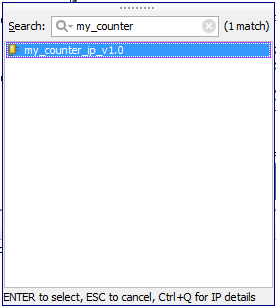 Search: my_counter (1 match)
my_counter_ip_v1.0
ENTER to select, ESC to cancel, Ctrl+Q for IP details